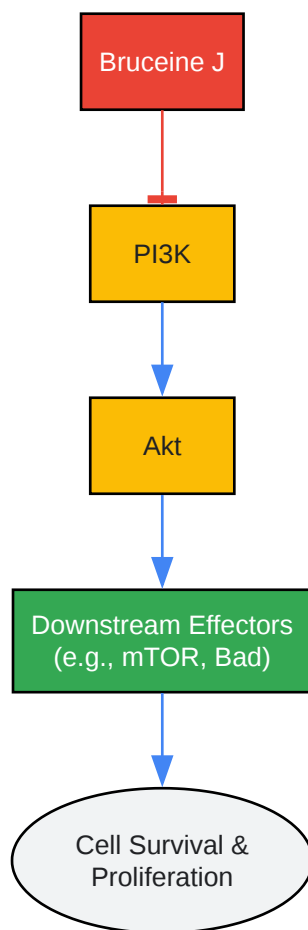 Bruceine J
PI3K
Akt
Downstream Effectors
(e.g., mTOR, Bad)
Cell Survival &
Proliferation